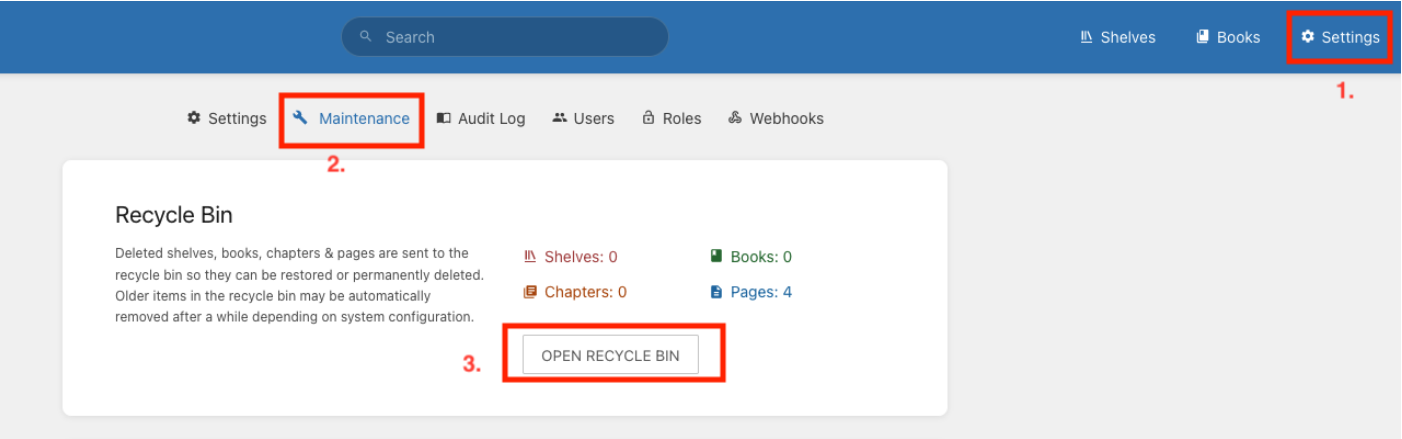 Search
Shelves Books Settings
1.
Settings Maintenance Audit Log Users Roles Webhooks
2.
Recycle Bin
Deleted shelves, books, chapters & pages are sent to the
recycle bin so they can be restored or permanently deleted.
Older items in the recycle bin may be automatically
removed after a while depending on system configuration.
Shelves: 0 Books: 0
Chapters: 0 Pages: 4
3. OPEN RECYCLE BIN